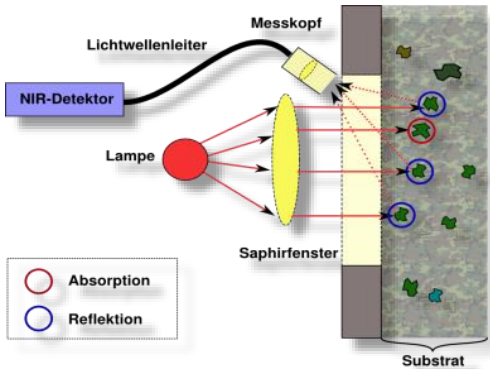 Messkopf
Lichtwellenleiter
NIR-Detektor
Lampe
Saphirfenster
Absorption
Reflektion
Substrat